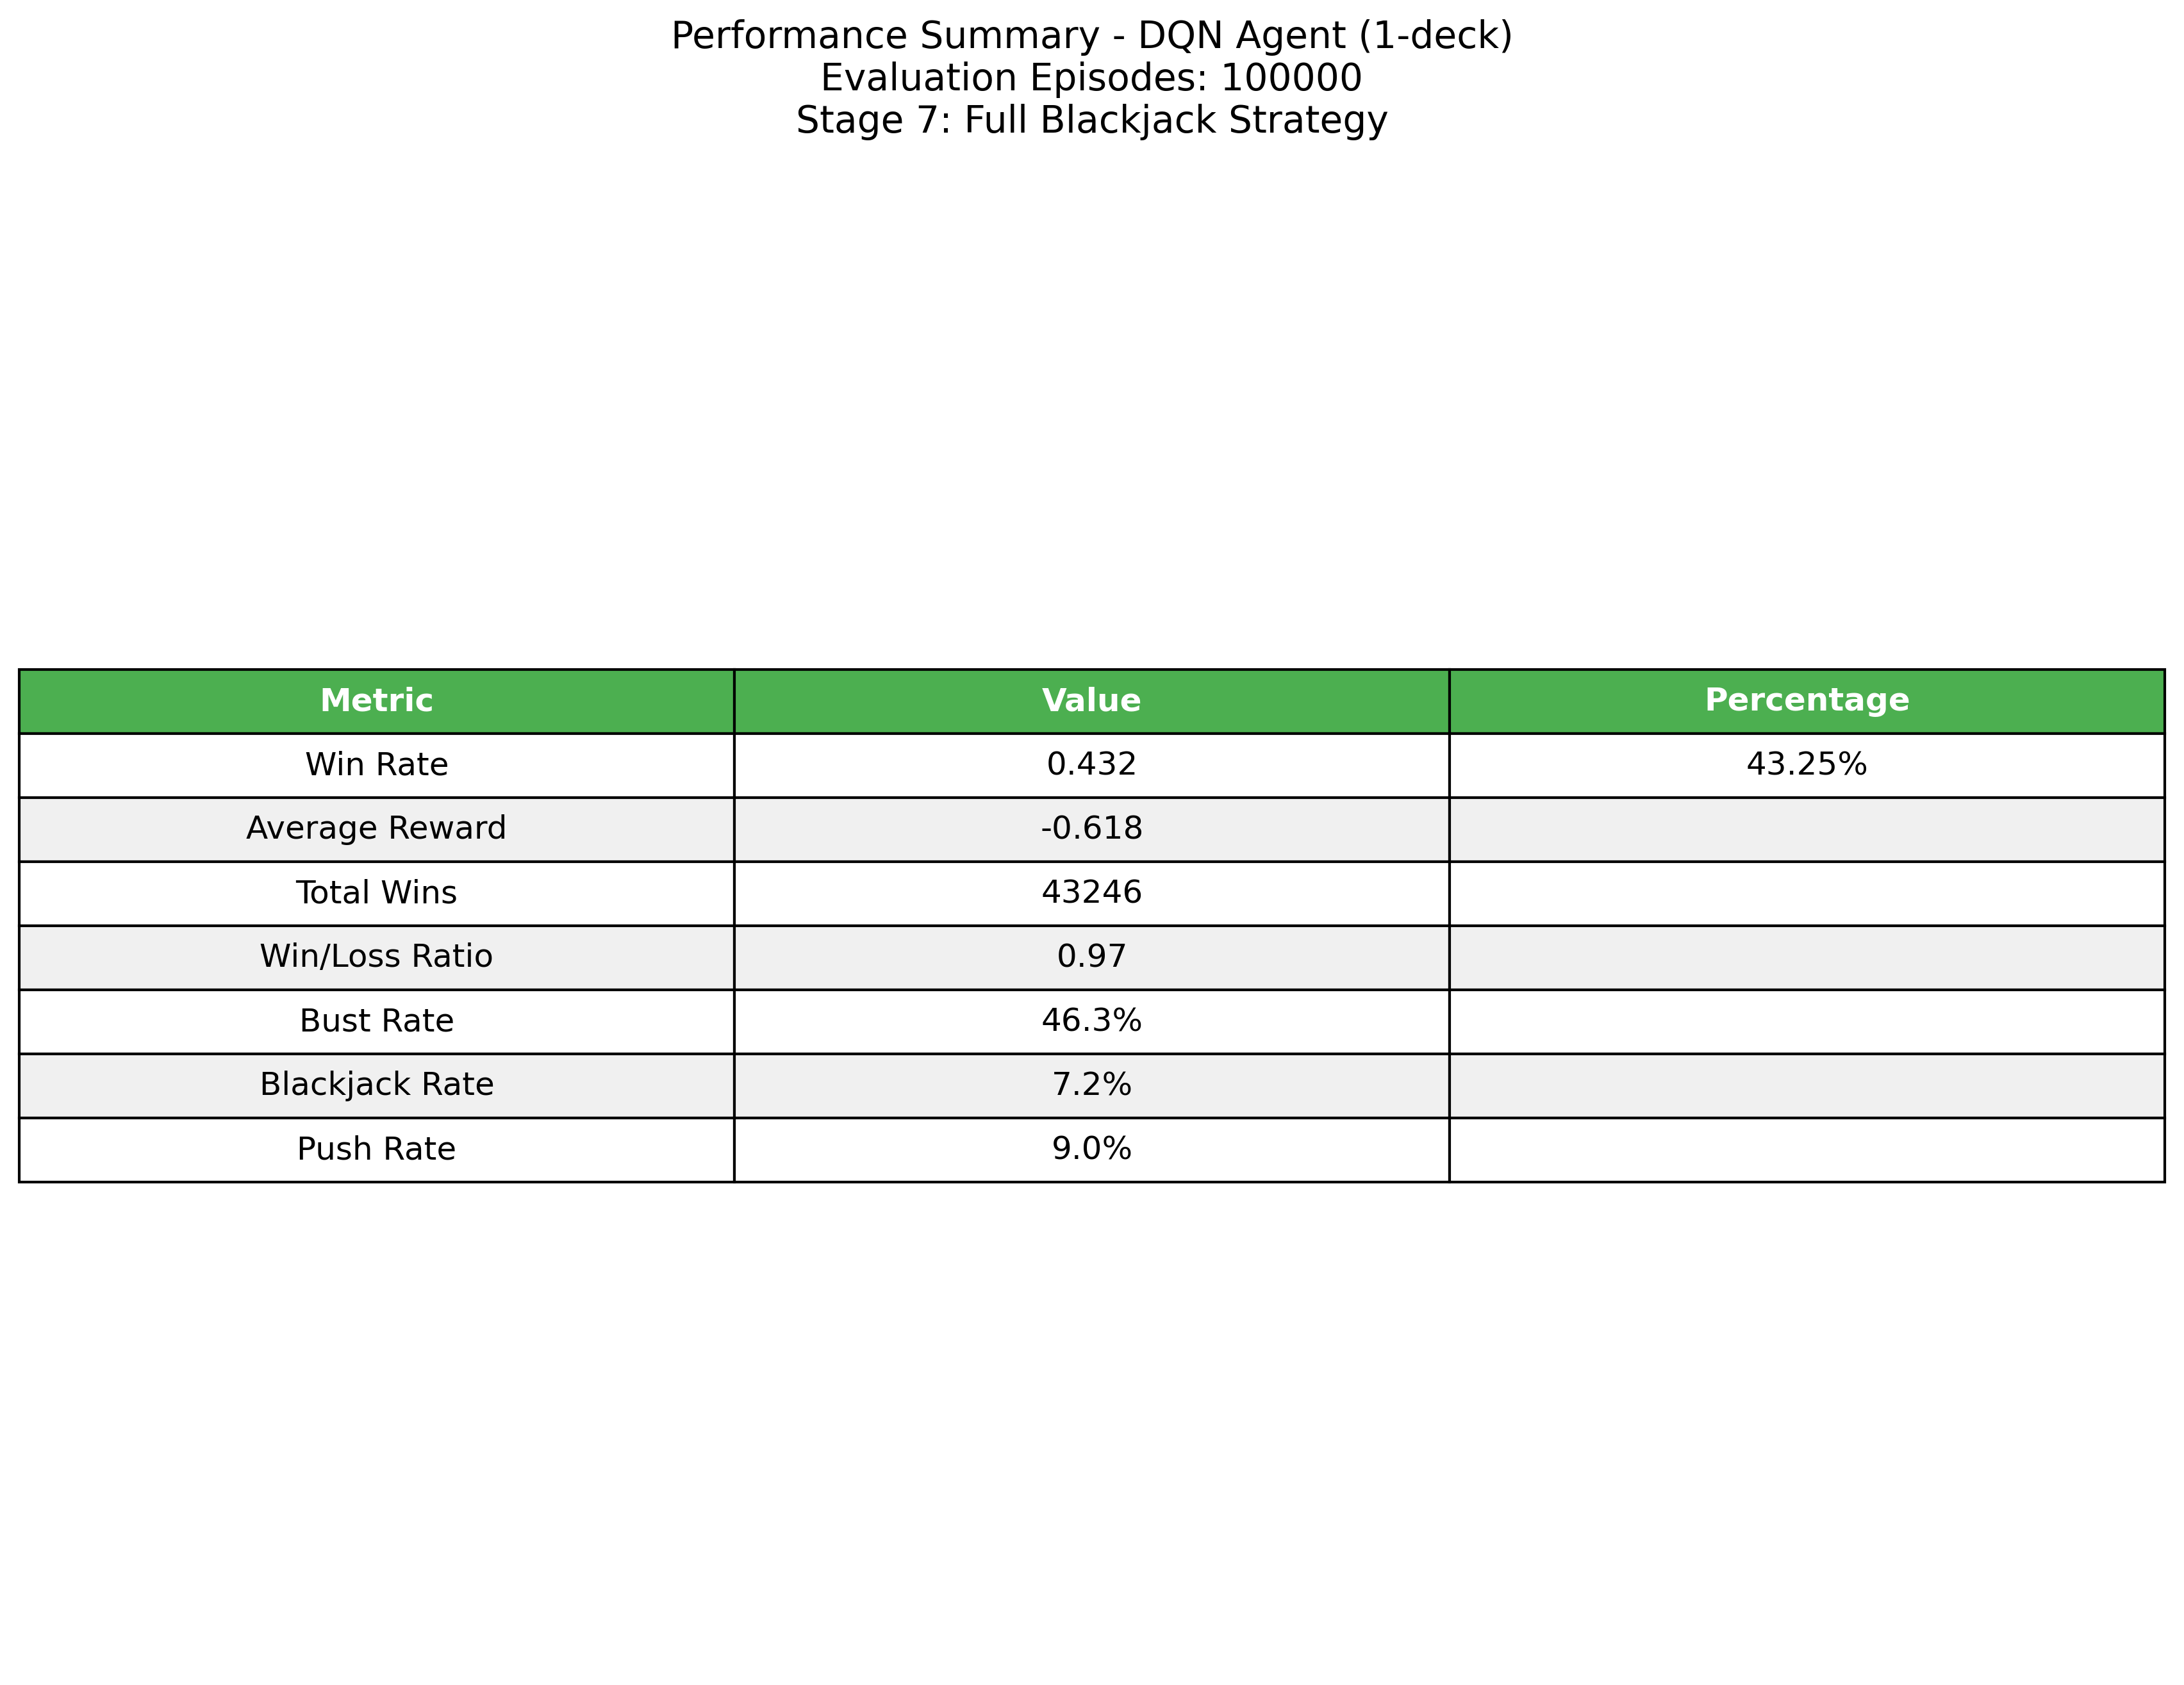 Performance Summary - DQN Agent (1-deck)
Evaluation Episodes: 100000
Stage 7: Full Blackjack Strategy
Metric Value Percentage
Win Rate 0.432 43.25%
Average Reward -0.618
Total Wins 43246
Win/Loss Ratio 0.97
Bust Rate 46.3%
Blackjack Rate 7.2%
Push Rate 9.0%